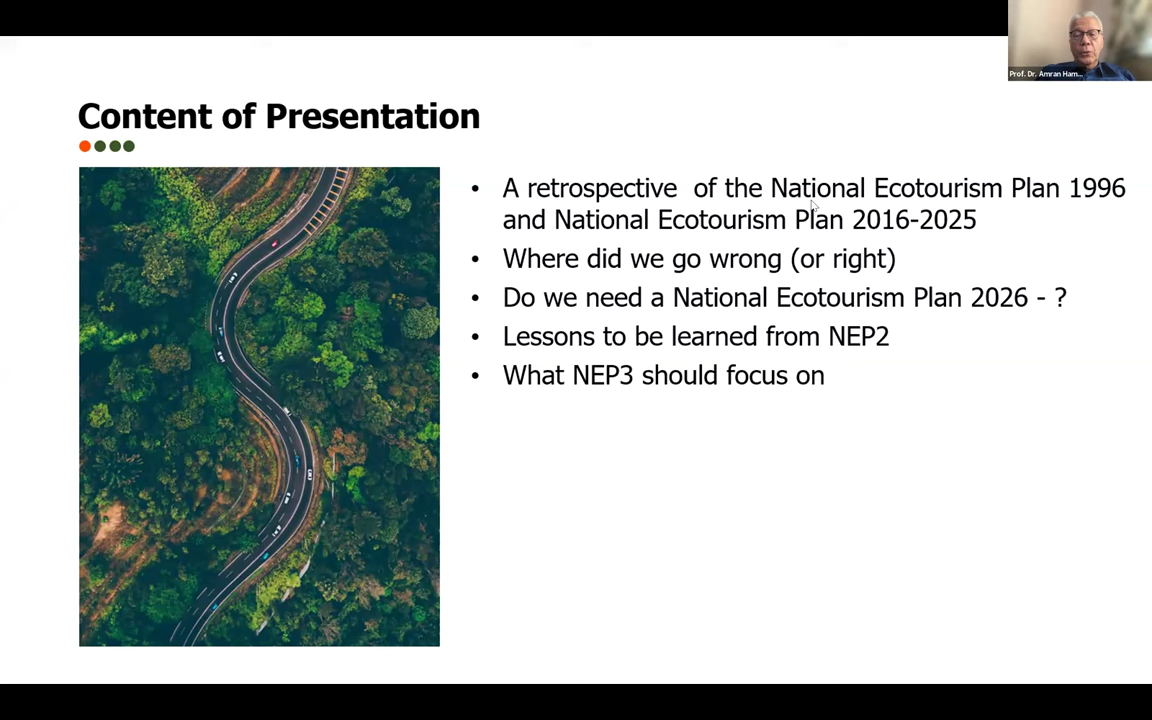 Prof. Dr. Amran Ham...
Content of Presentation
• A retrospective of the National Ecotourism Plan 1996
and National Ecotourism Plan 2016-2025
• Where did we go wrong (or right)
• Do we need a National Ecotourism Plan 2026 - ?
• Lessons to be learned from NEP2
• What NEP3 should focus on